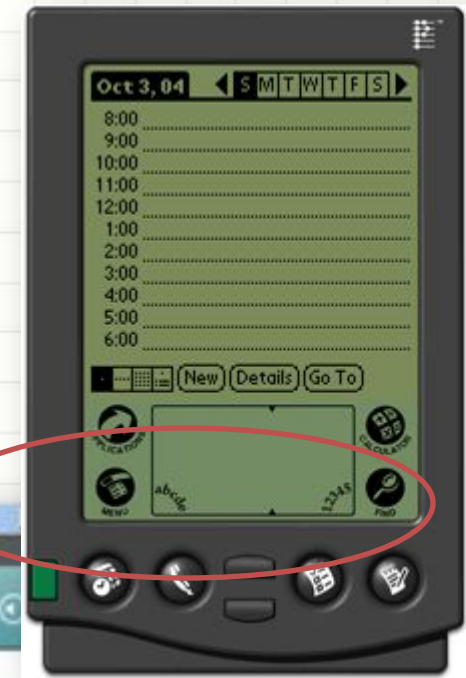 Oct 3, 04 S M T W T F S
8:00
9:00
10:00
11:00
12:00
1:00
2:00
3:00
4:00
5:00
6:00
New Details Go To
APPLICATIONS CALCULATOR
MENU abcde 12345 FIND